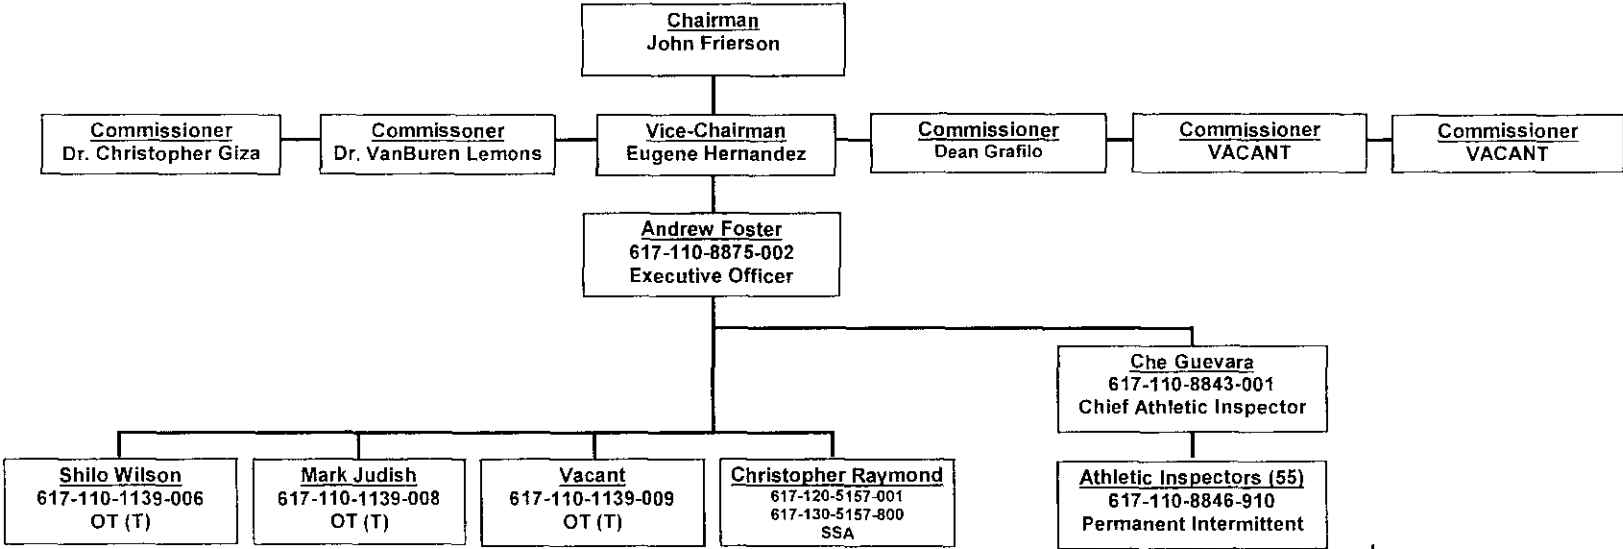 Chairman
John Frierson
Commissioner
Dr. Christopher Giza
Commissoner
Dr. VanBuren Lemons
Vice-Chairman
Eugene Hernandez
Commissioner
Dean Grafilo
Commissioner
VACANT
Commissioner
VACANT
Andrew Foster
617-110-8875-002
Executive Officer
Che Guevara
617-110-8843-001
Chief Athletic Inspector
Shilo Wilson
617-110-1139-006
OT (T)
Mark Judish
617-110-1139-008
OT (T)
Vacant
617-110-1139-009
OT (T)
Christopher Raymond
617-120-5157-001
617-130-5157-800
SSA
Athletic Inspectors (55)
617-110-8846-910
Permanent Intermittent